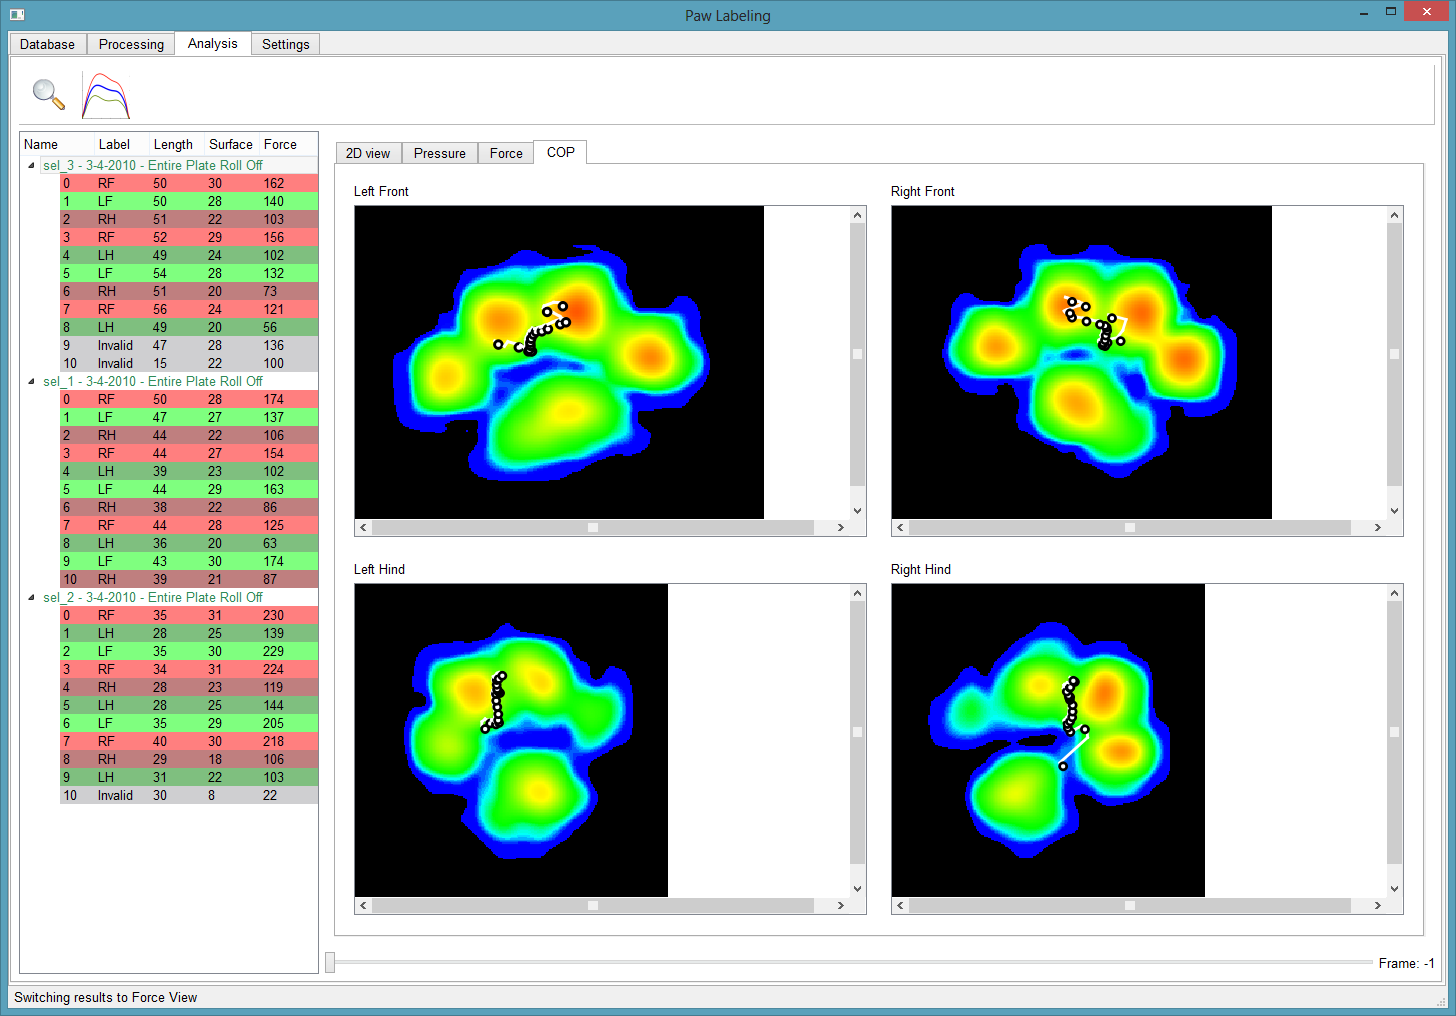 Paw Labeling
Database Processing Analysis Settings
Name Label Length Surface Force
sel_3 - 3-4-2010 - Entire Plate Roll Off
0 RF 50 30 162
1 LF 50 28 140
2 RH 51 22 103
3 RF 52 29 156
4 LH 49 24 102
5 LF 54 28 132
6 RH 51 20 73
7 RF 56 24 121
8 LH 49 20 56
9 Invalid 47 28 136
10 Invalid 15 22 100
sel_1 - 3-4-2010 - Entire Plate Roll Off
0 RF 50 28 174
1 LF 47 27 137
2 RH 44 22 106
3 RF 44 27 154
4 LH 39 23 102
5 LF 44 29 163
6 RH 38 22 86
7 RF 44 28 125
8 LH 36 20 63
9 LF 43 30 174
10 RH 39 21 87
sel_2 - 3-4-2010 - Entire Plate Roll Off
0 RF 35 31 230
1 LH 28 25 139
2 LF 35 30 229
3 RF 34 31 224
4 RH 28 23 119
5 LH 28 25 144
6 LF 35 29 205
7 RF 40 30 218
8 RH 29 18 106
9 LH 31 22 103
10 Invalid 30 8 22
2D view Pressure Force COP
Left Front
Right Front
Left Hind
Right Hind
Frame: -1
Switching results to Force View